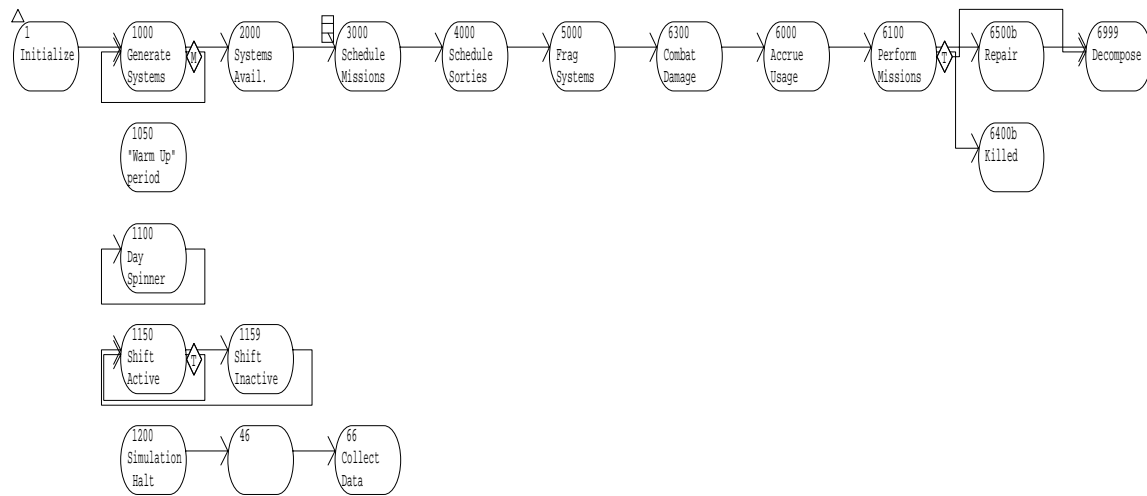 1
Initialize
1000
Generate
Systems
M
2000
Systems
Avail.
3000
Schedule
Missions
4000
Schedule
Sorties
5000
Frag
Systems
6300
Combat
Damage
6000
Accrue
Usage
6100
Perform
Missions
T
6500b
Repair
6999
Decompose
6400b
Killed
1050
"Warm Up"
period
1100
Day
Spinner
1150
Shift
Active
T
1159
Shift
Inactive
1200
Simulation
Halt
46
66
Collect
Data